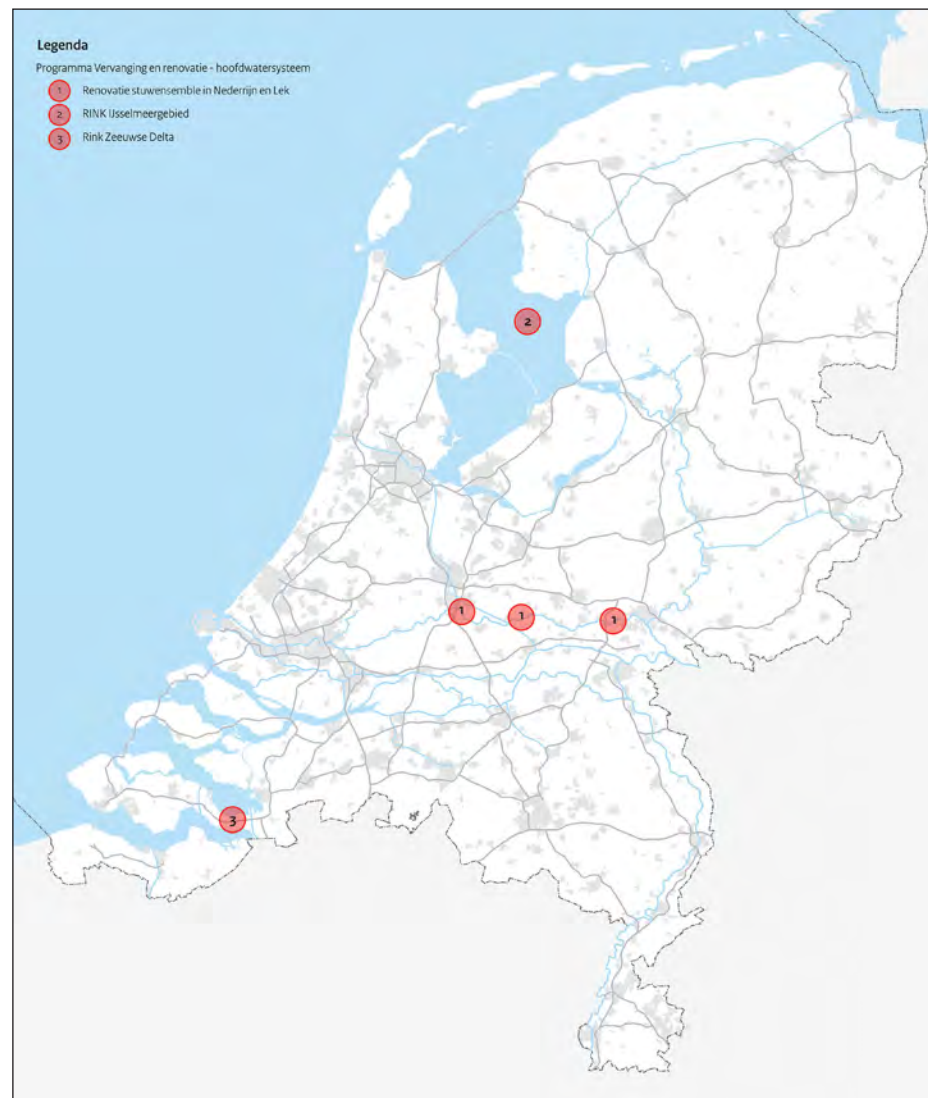 Legenda
Programma Vervanging en renovatie - hoofdwatersysteem
1 Renovatie stuwensemble in Nederrijn en Lek
2 RINK IJsselmeergebied
3 Rink Zeeuwse Delta
2
1 1 1
3